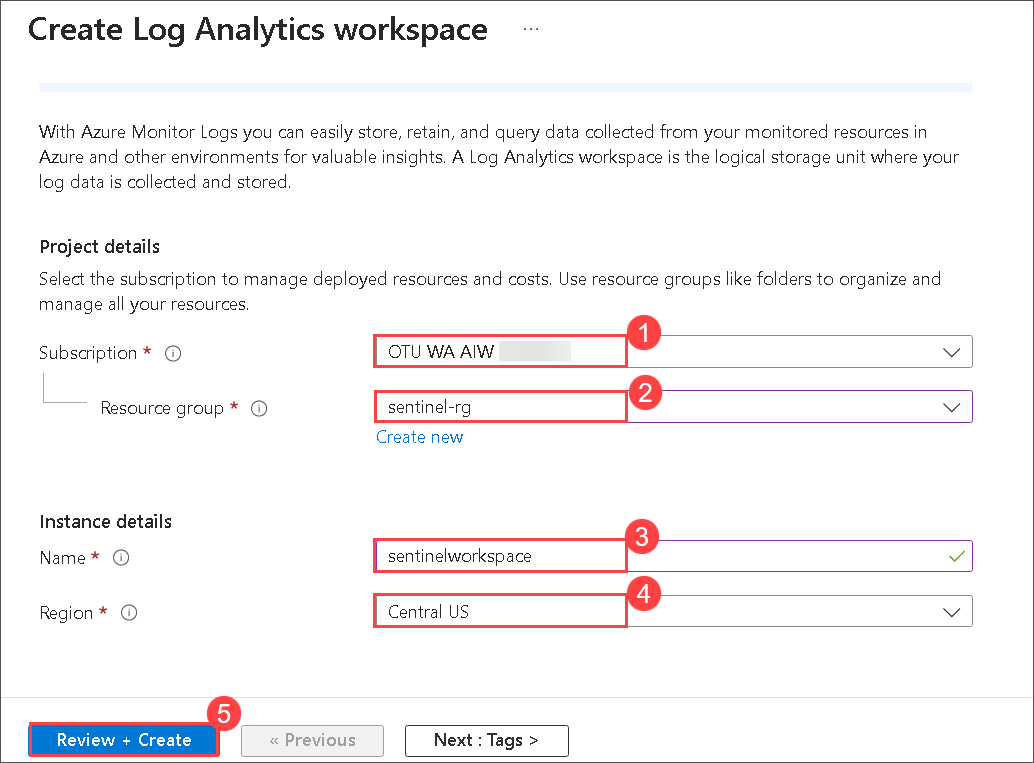 Create Log Analytics workspace ...
With Azure Monitor Logs you can easily store, retain, and query data collected from your monitored resources in
Azure and other environments for valuable insights. A Log Analytics workspace is the logical storage unit where your
log data is collected and stored.
Project details
Select the subscription to manage deployed resources and costs. Use resource groups like folders to organize and
manage all your resources.
Subscription * i OTU WA AIW 1
Resource group * i sentinel-rg 2
Create new
Instance details
Name * i sentinelworkspace 3
Region * i Central US 4
5
Review + Create « Previous Next : Tags >